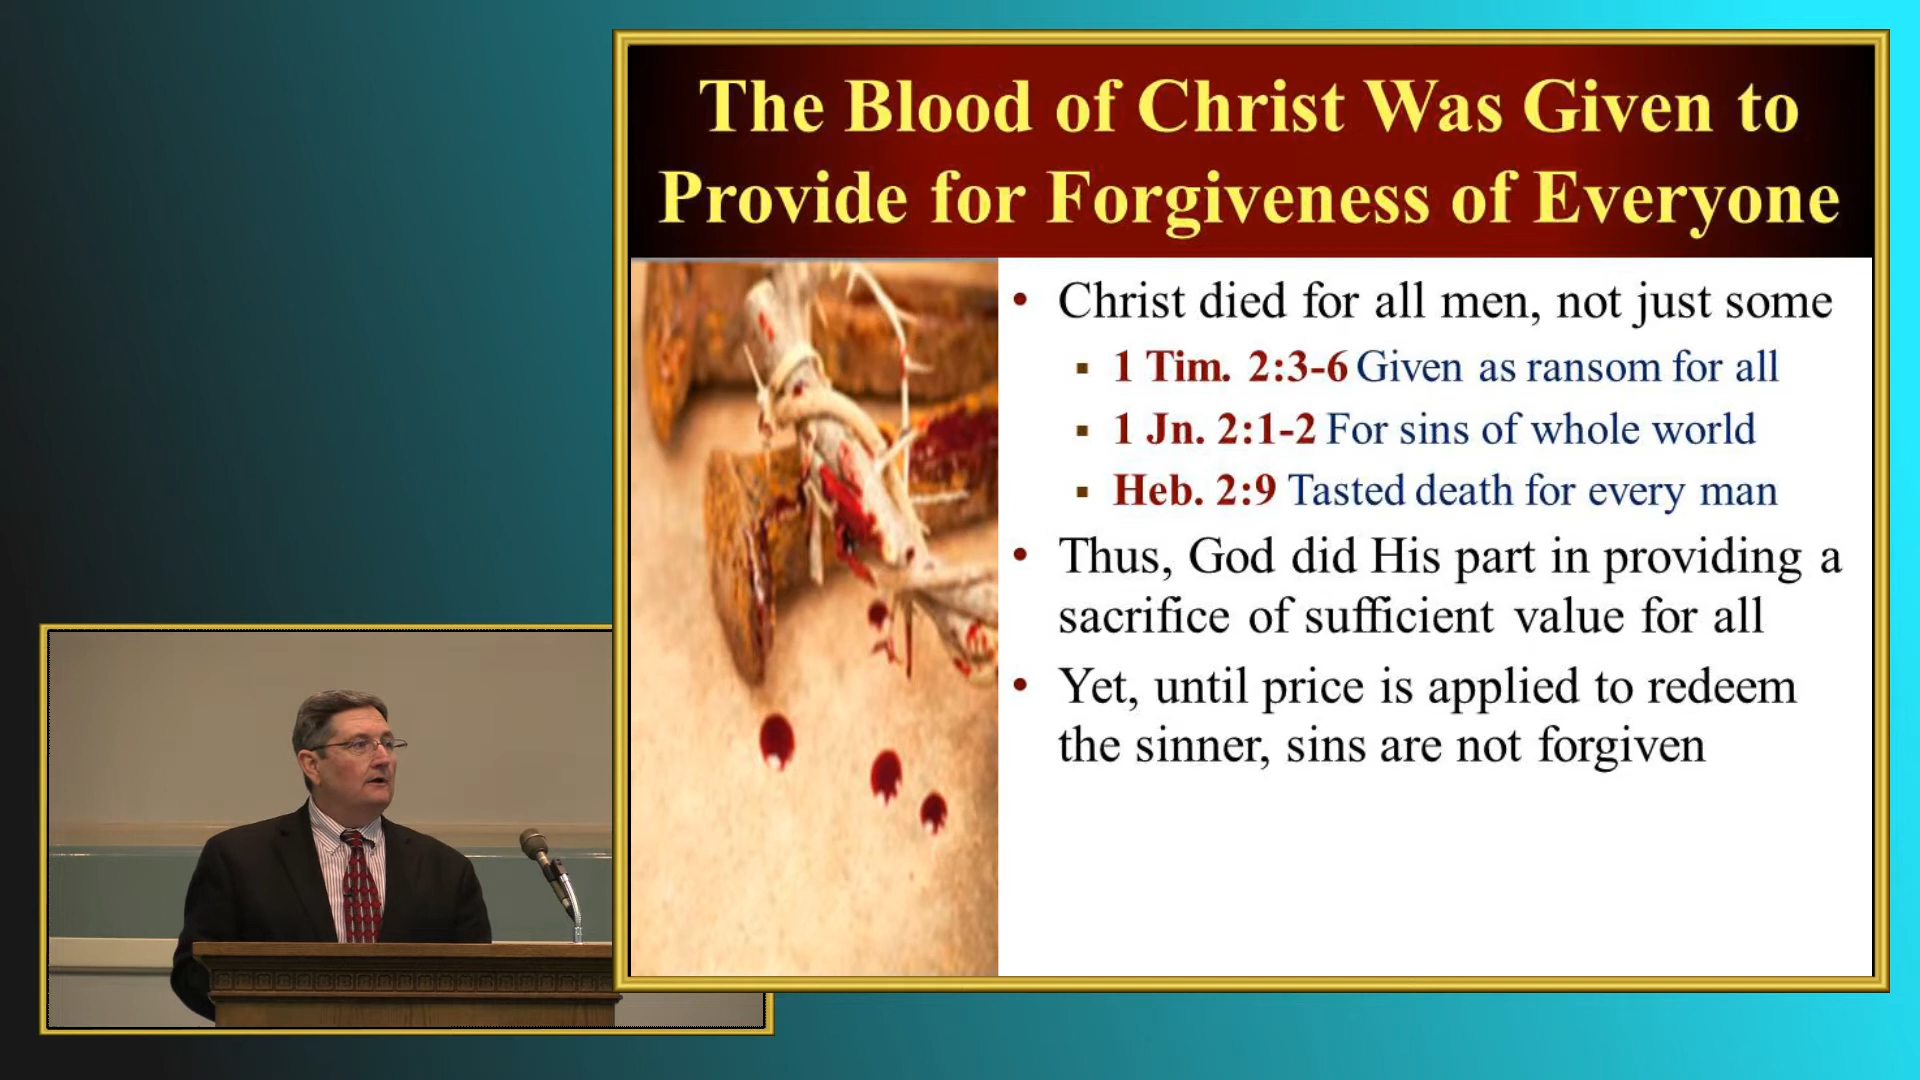 The Blood of Christ Was Given to
Provide for Forgiveness of Everyone
• Christ died for all men, not just some
▪ 1 Tim. 2:3-6 Given as ransom for all
▪ 1 Jn. 2:1-2 For sins of whole world
▪ Heb. 2:9 Tasted death for every man
• Thus, God did His part in providing a
sacrifice of sufficient value for all
• Yet, until price is applied to redeem
the sinner, sins are not forgiven